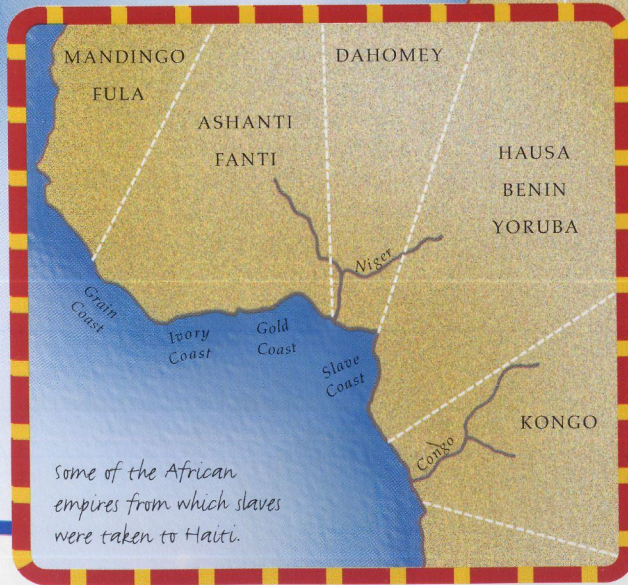 MANDINGO
FULA
DAHOMEY
ASHANTI
FANTI
HAUSA
BENIN
YORUBA
Niger
Grain
Coast
Ivory
Coast
Gold
Coast
Slave
Coast
KONGO
Congo
Some of the African
empires from which slaves
were taken to Haiti.